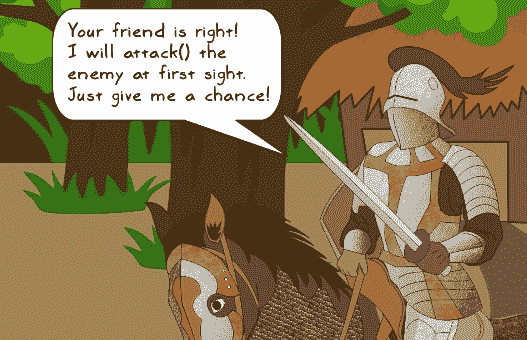 Your friend is right!
I will attack() the
enemy at first sight.
Just give me a chance!